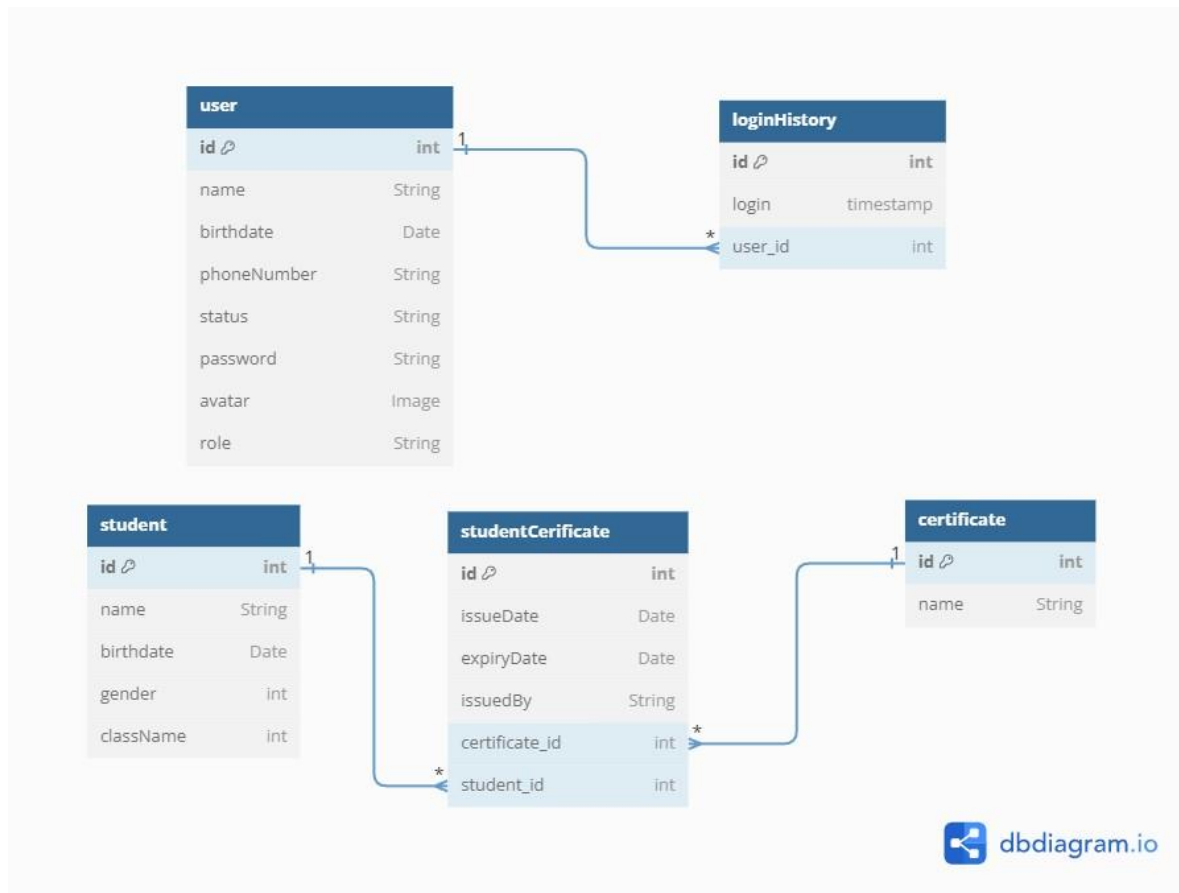 user
id int
name String
birthdate Date
phoneNumber String
status String
password String
avatar Image
role String
1
*
loginHistory
id int
login timestamp
user_id int
student
id int
name String
birthdate Date
gender int
className int
1
*
studentCerificate
id int
issueDate Date
expiryDate Date
issuedBy String
certificate_id int
student_id int
*
1
certificate
id int
name String
dbdiagram.io